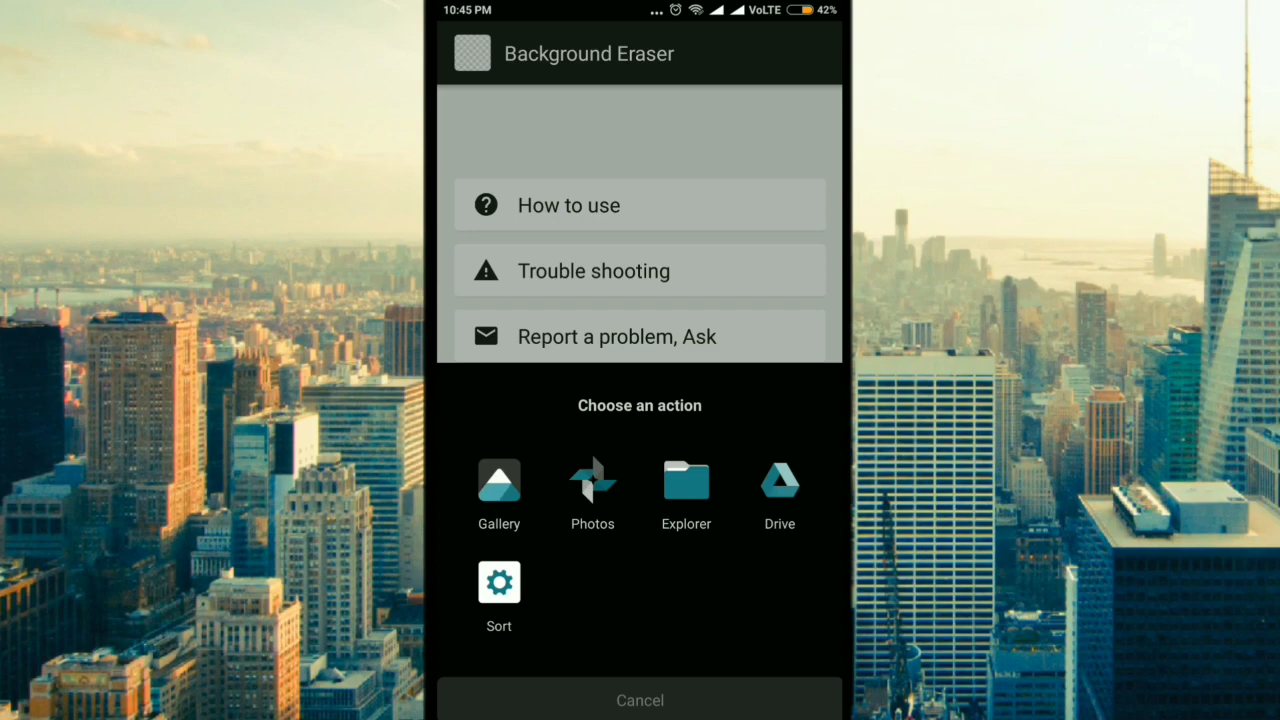 10:45 PM ... VoLTE 42%
Background Eraser
How to use
Trouble shooting
Report a problem, Ask
Choose an action
Gallery Photos Explorer Drive
Sort
Cancel